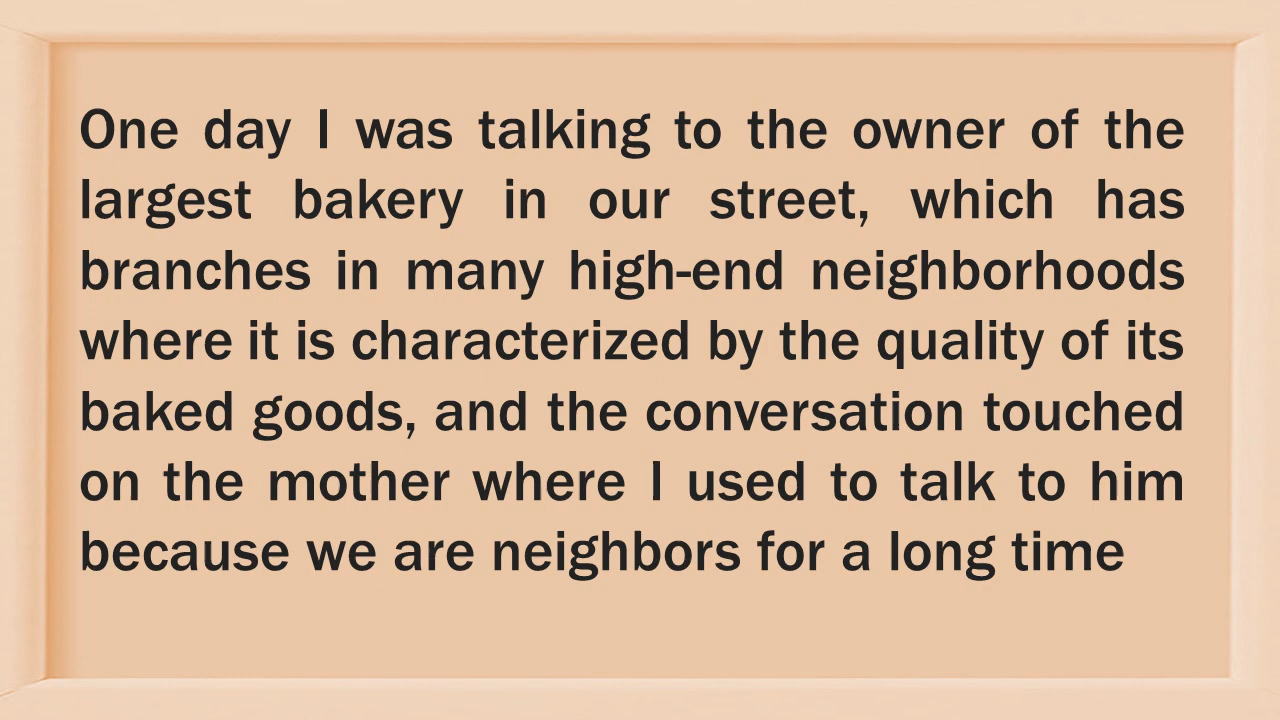 One day I was talking to the owner of the
largest bakery in our street, which has
branches in many high-end neighborhoods
where it is characterized by the quality of its
baked goods, and the conversation touched
on the mother where I used to talk to him
because we are neighbors for a long time